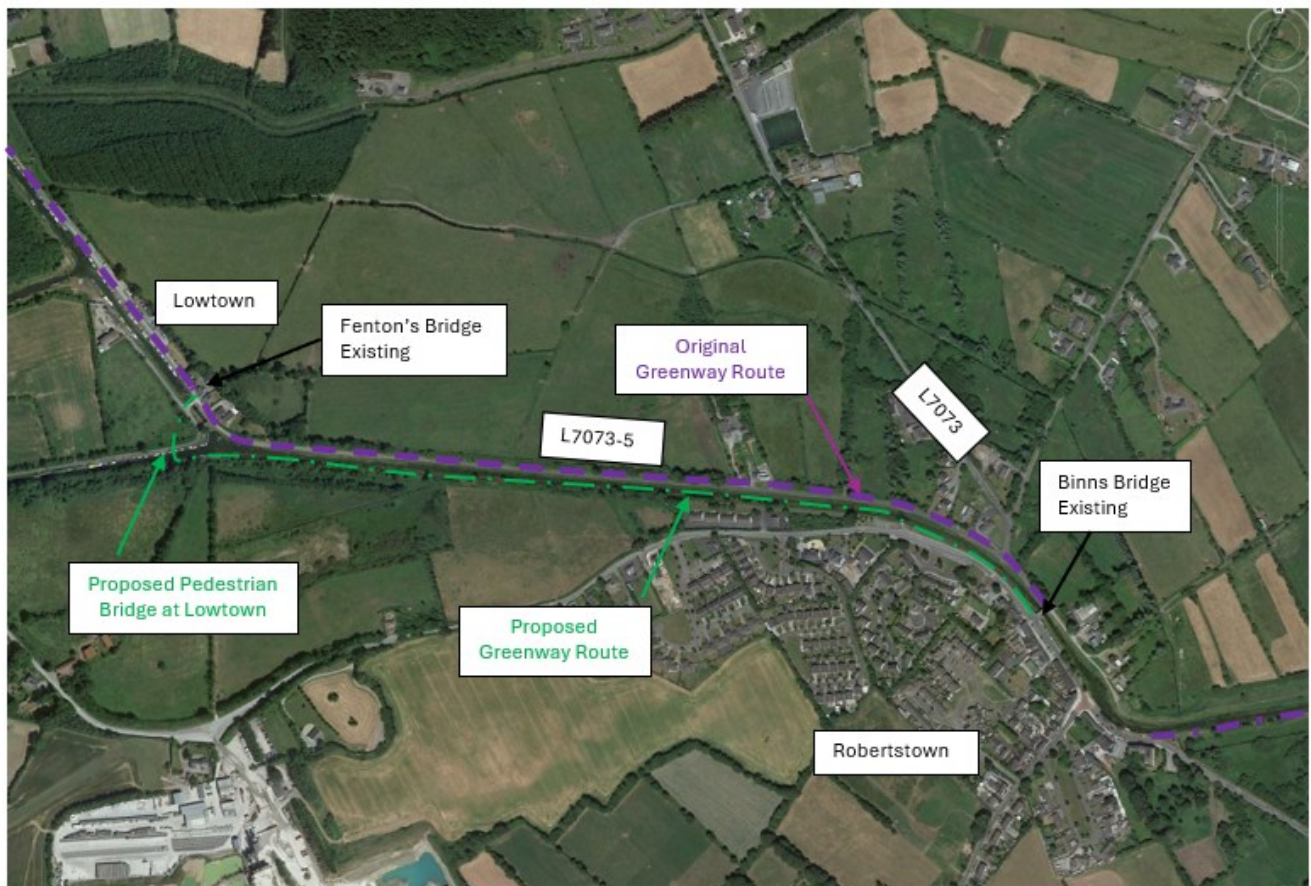 Lowtown
Fenton's Bridge
Existing
Original
Greenway Route
L7073
L7073-5
Binns Bridge
Existing
Proposed Pedestrian
Bridge at Lowtown
Proposed
Greenway Route
Robertstown